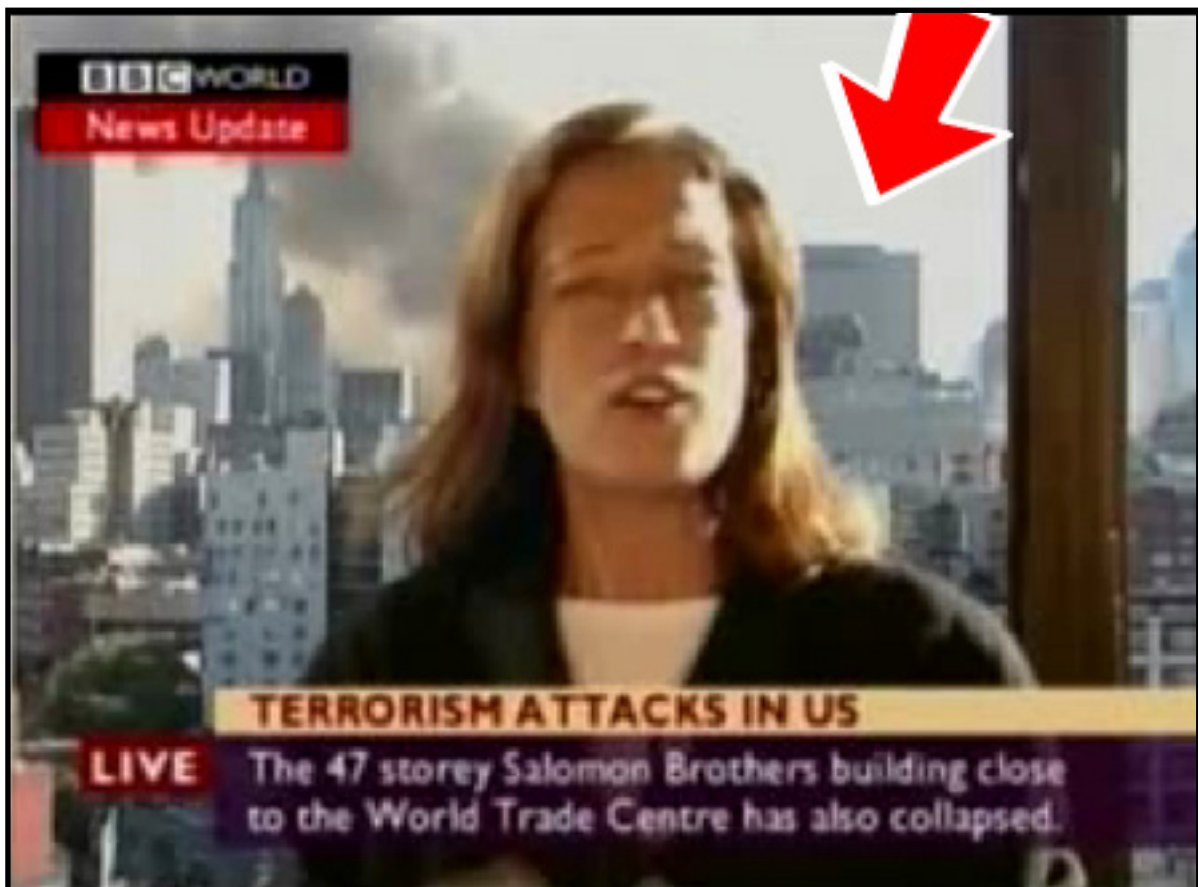 BBC WORLD
News Update
TERRORISM ATTACKS IN US
LIVE
The 47 storey Salomon Brothers building close
to the World Trade Centre has also collapsed.